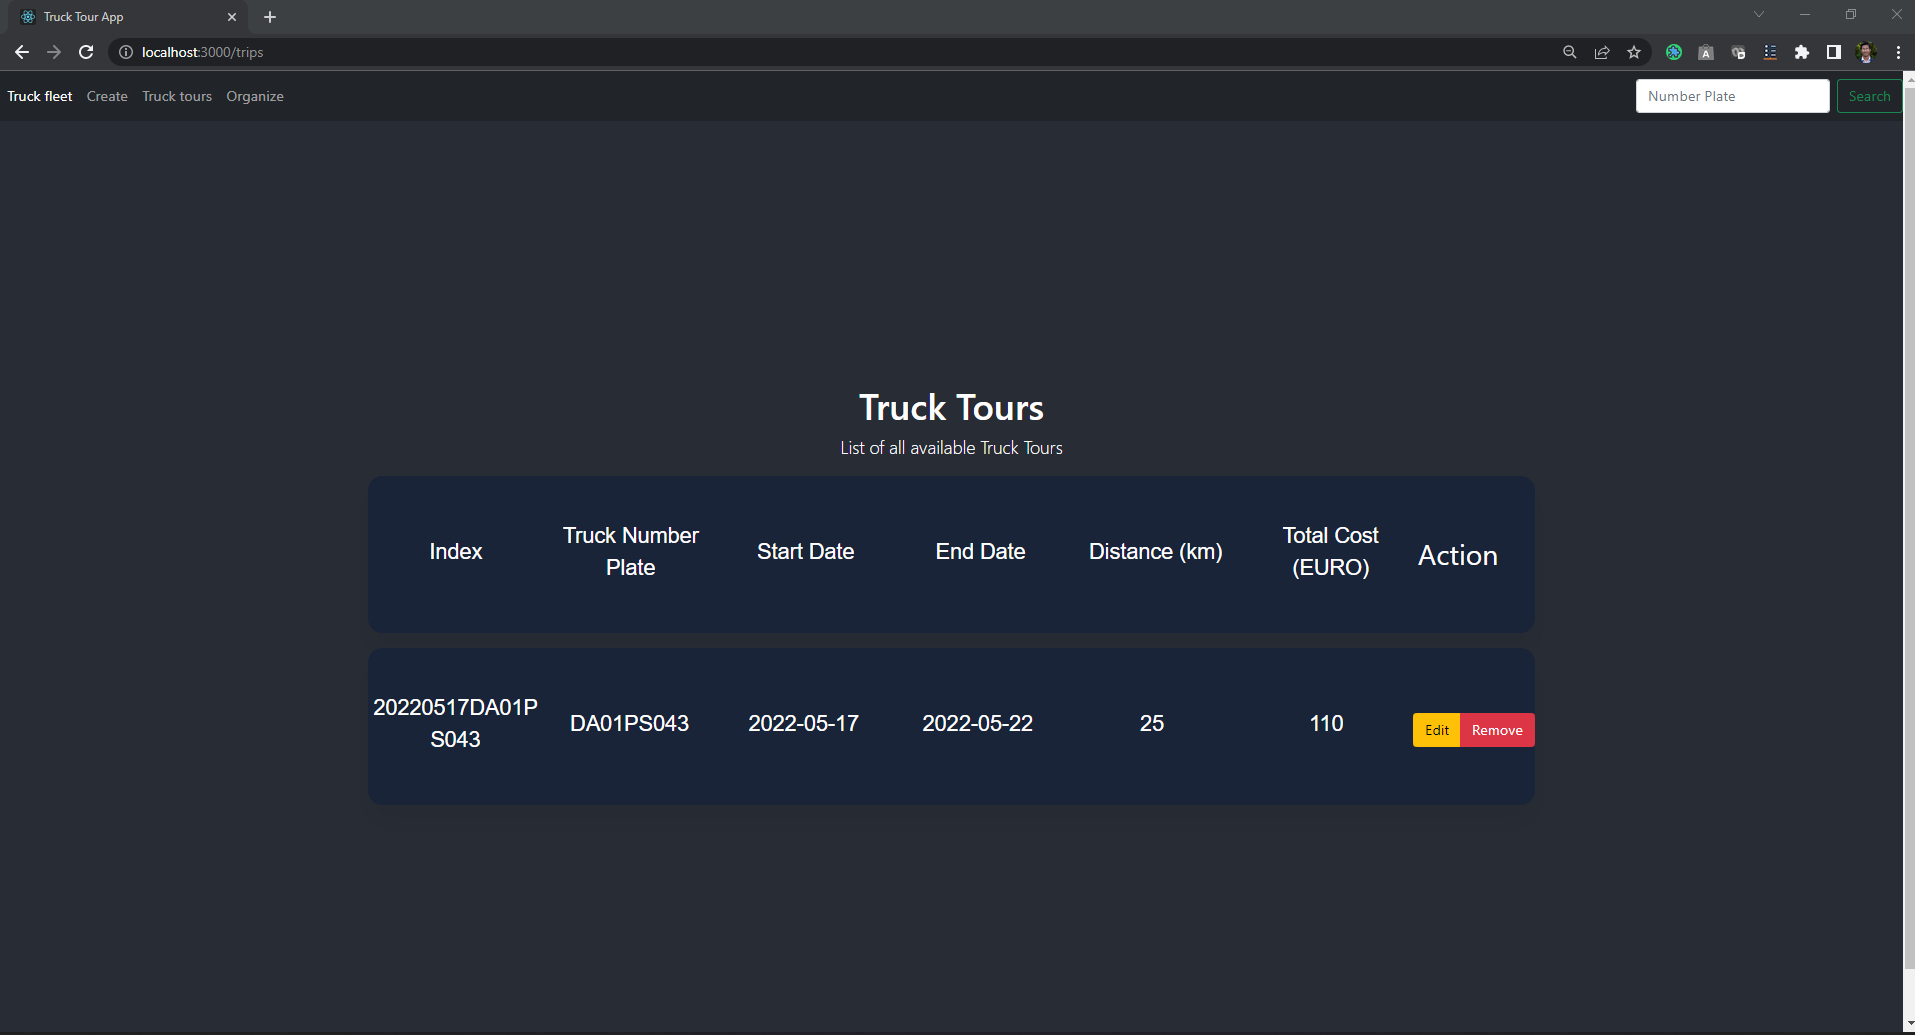 Truck Tour App
localhost:3000/trips
A
Truck fleet Create Truck tours Organize Number Plate Search
Truck Tours
List of all available Truck Tours
Index
Truck Number
Plate
Start Date
End Date
Distance (km)
Total Cost
(EURO)
Action
20220517DA01P
S043
DA01PS043
2022-05-17
2022-05-22
25
110
Edit Remove